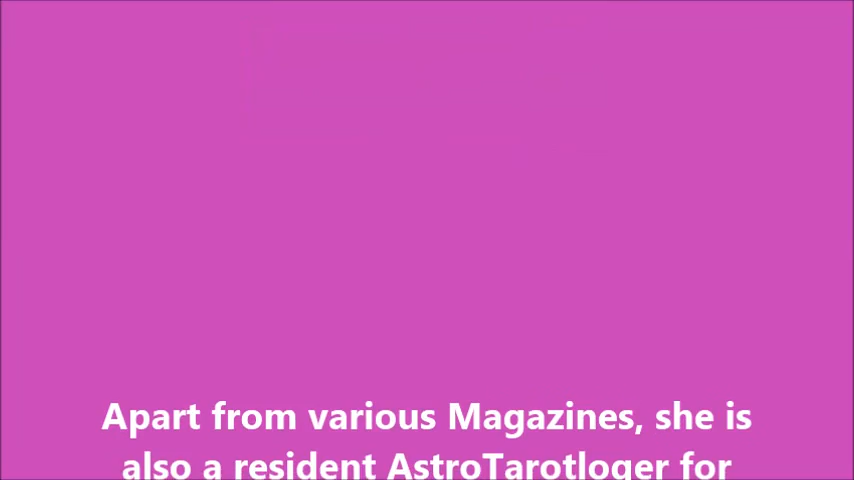 Apart from various Magazines, she is
also a resident AstroTarotloger for